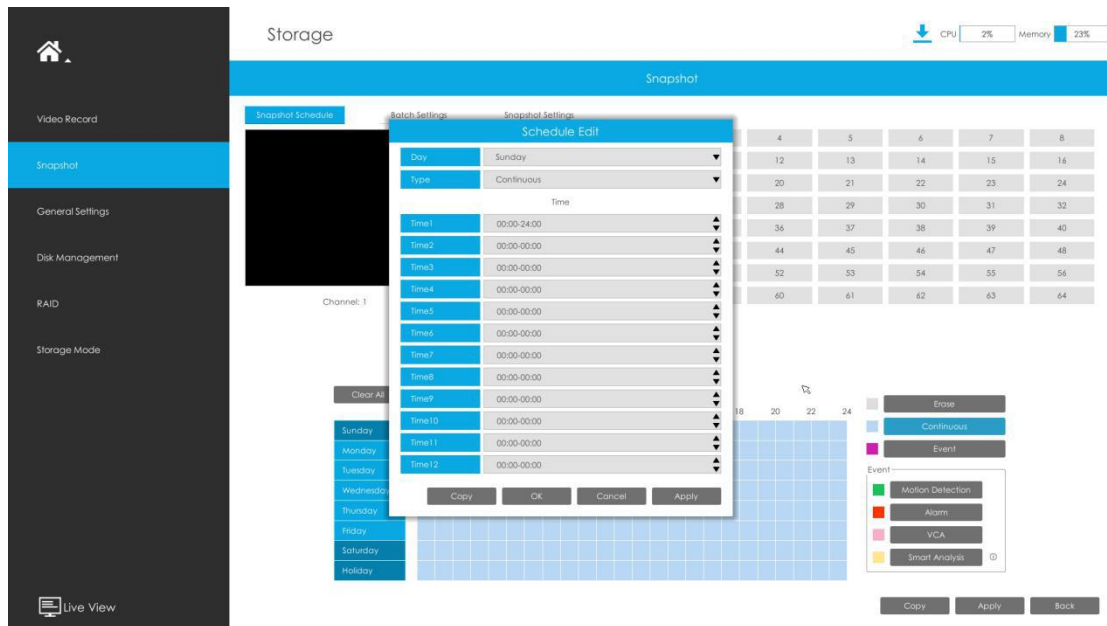 Storage
CPU 2% Memory 23%
Snapshot
Video Record
Snapshot
General Settings
Disk Management
RAID
Storage Mode
Live View
Snapshot Schedule Batch Settings Snapshot Settings
Schedule Edit
Day Sunday
Type Continuous
Time
Time1 00:00-24:00
Time2 00:00-00:00
Time3 00:00-00:00
Time4 00:00-00:00
Time5 00:00-00:00
Time6 00:00-00:00
Time7 00:00-00:00
Time8 00:00-00:00
Time9 00:00-00:00
Time10 00:00-00:00
Time11 00:00-00:00
Time12 00:00-00:00
Copy OK Cancel Apply
4 5 6 7 8
12 13 14 15 16
20 21 22 23 24
28 29 30 31 32
36 37 38 39 40
44 45 46 47 48
52 53 54 55 56
60 61 62 63 64
Channel: 1
Clear All
18 20 22 24
Sunday
Monday
Tuesday
Wednesday
Thursday
Friday
Saturday
Holiday
Erase
Continuous
Event
Event
Motion Detection
Alarm
VCA
Smart Analysis
Copy Apply Back